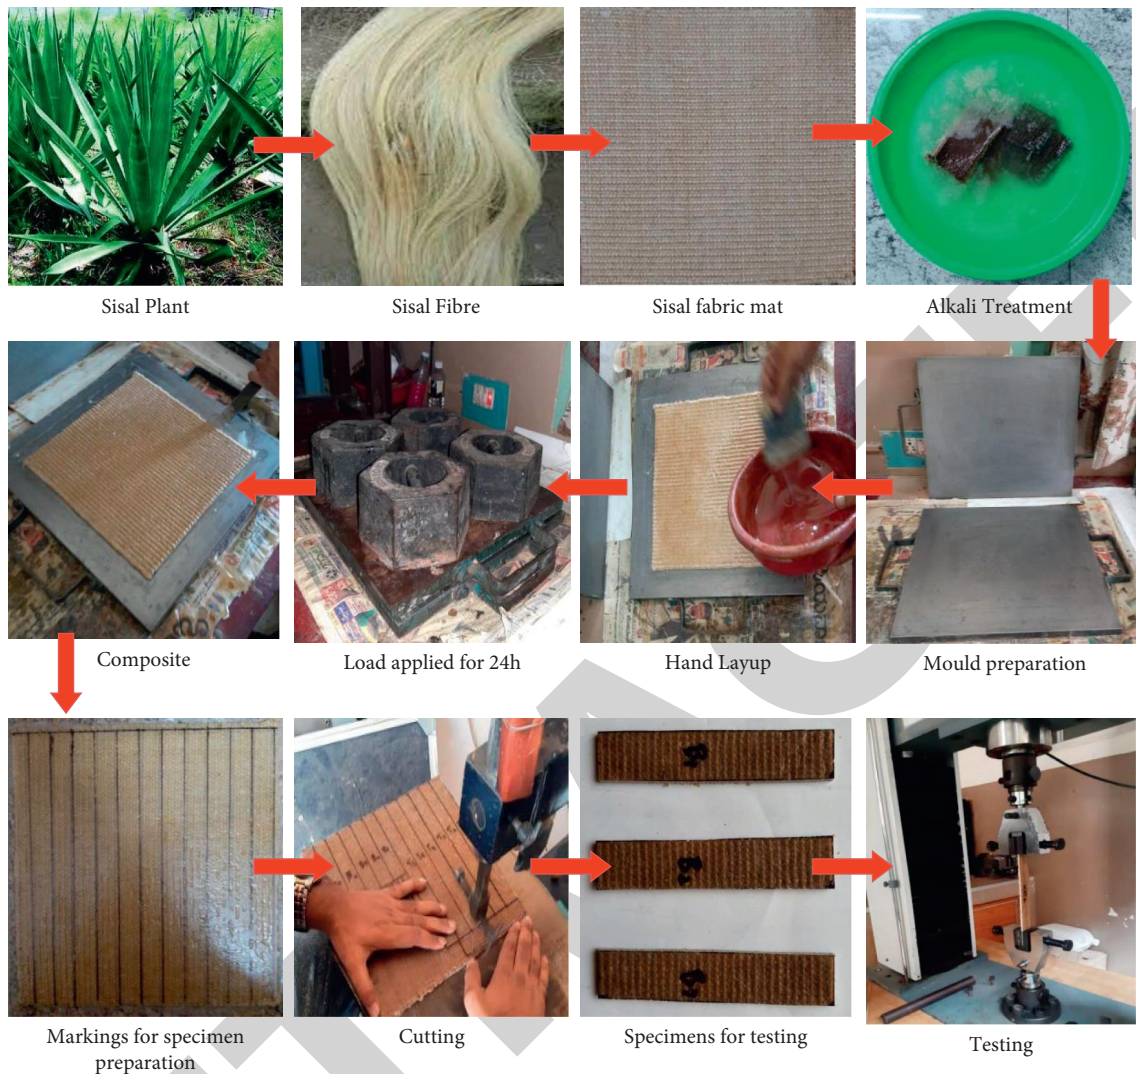 Sisal Plant
Sisal Fibre
Sisal fabric mat
Alkali Treatment
Composite
Load applied for 24h
Hand Layup
Mould preparation
Markings for specimen
preparation
Cutting
Specimens for testing
Testing